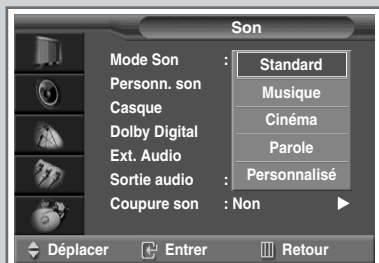 Son
Mode Son : Standard
Personn. son Musique
Casque Cinéma
Dolby Digital Parole
Ext. Audio Personnalisé
Sortie audio :
Coupure son : Non
Déplacer Entrer Retour